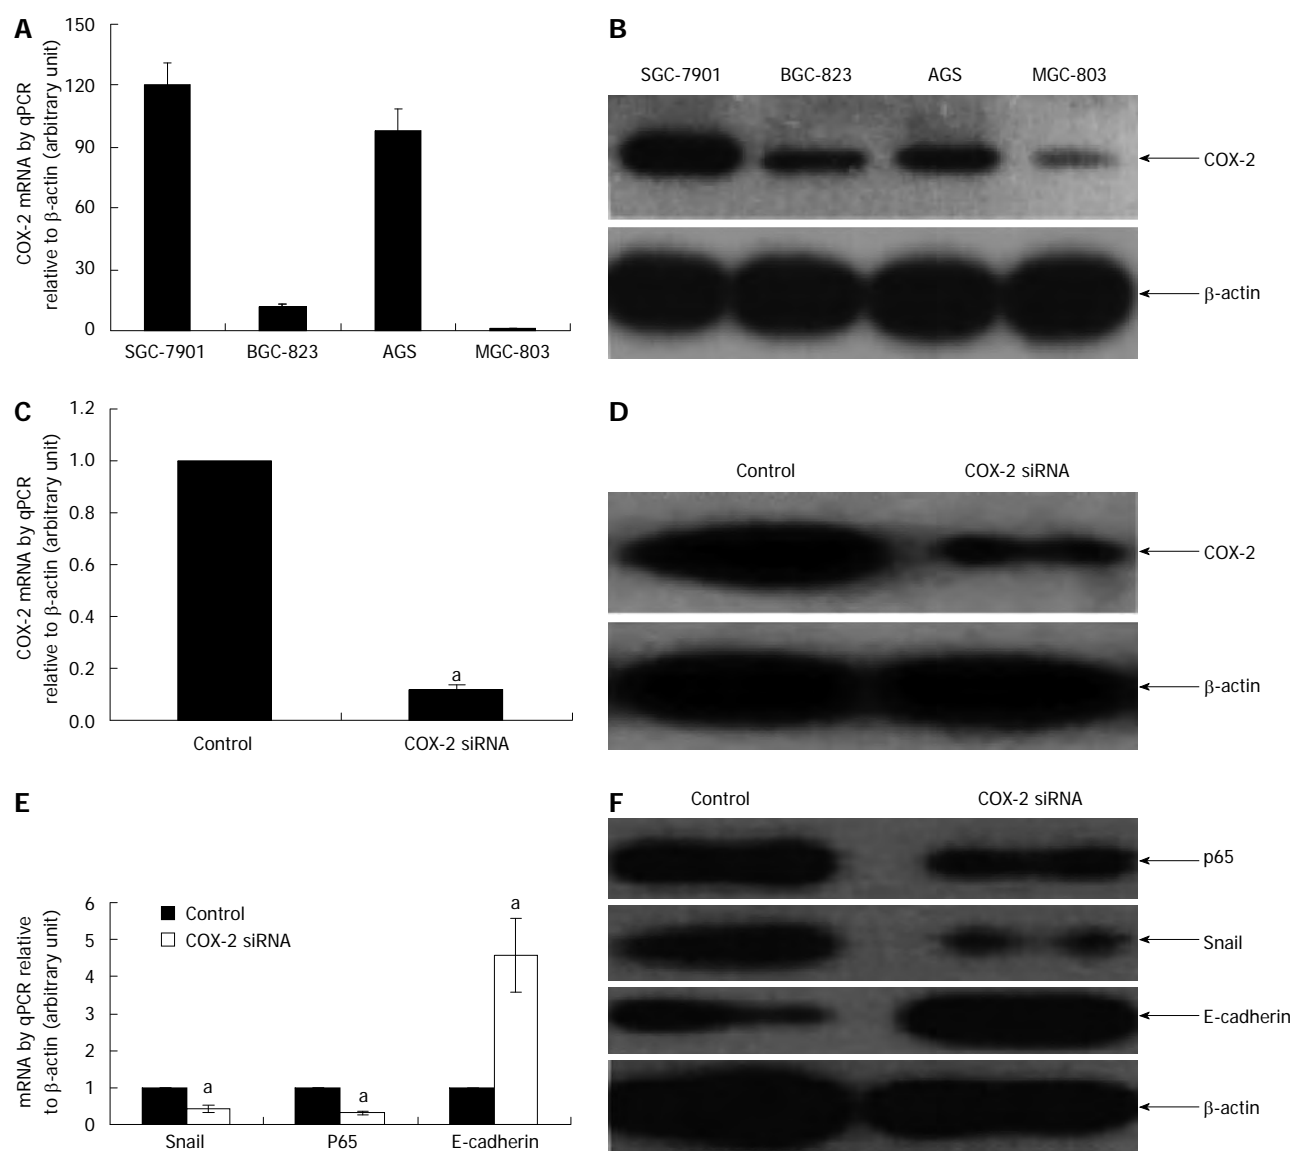 A
COX-2 mRNA by qPCR
relative to β-actin (arbitrary unit)
150
120
90
60
30
0
SGC-7901 BGC-823 AGS MGC-803
B
SGC-7901 BGC-823 AGS MGC-803
COX-2
β-actin
C
COX-2 mRNA by qPCR
relative to β-actin (arbitrary unit)
1.2
1.0
0.8
0.6
0.4
0.2
0.0
a
Control COX-2 siRNA
D
Control COX-2 siRNA
COX-2
β-actin
E
mRNA by qPCR relative
to β-actin (arbitrary unit)
6
5
4
3
2
1
0
Control
COX-2 siRNA
a
a
a
Snail P65 E-cadherin
F
Control COX-2 siRNA
p65
Snail
E-cadherin
β-actin